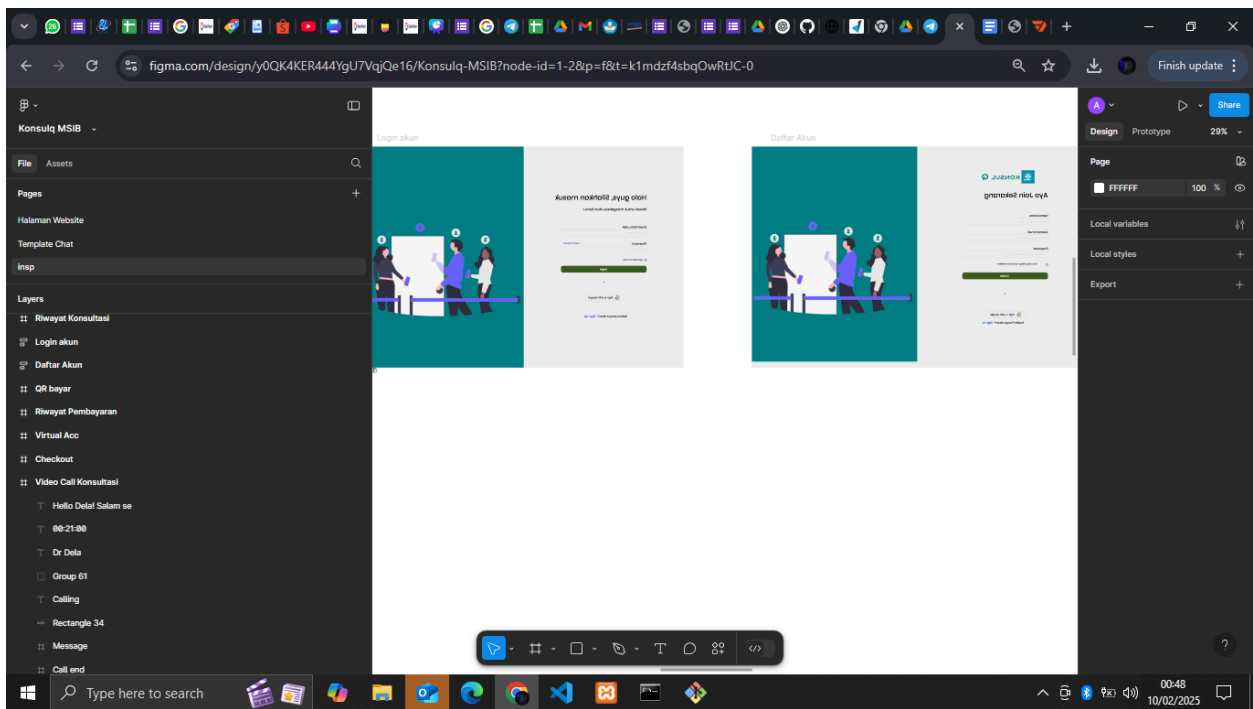 figma.com/design/y0QK4KER444YgU7VqjQe16/Konsulq-MSIB?node-id=1-2&p=f&t=k1mdzf4sbqOwRtJC-0
Finish update
Konsulq MSIB
File Assets
Pages
Halaman Website
Template Chat
insp
Layers
Riwayat Konsultasi
Login akun
Daftar Akun
QR bayar
Riwayat Pembayaran
Virtual Acc
Checkout
Video Call Konsultasi
Hello Dela! Salam se
00:21:00
Dr Dela
Group 61
Calling
Rectangle 34
Message
Call end
Login akun
Holo guys, Silahkan masuk
Daftar Akun
KONSUL Q
Ayo Join Sekarang
A
Share
Design Prototype 29%
Page
FFFFFF 100 %
Local variables
Local styles
Export
Type here to search
00:48
10/02/2025